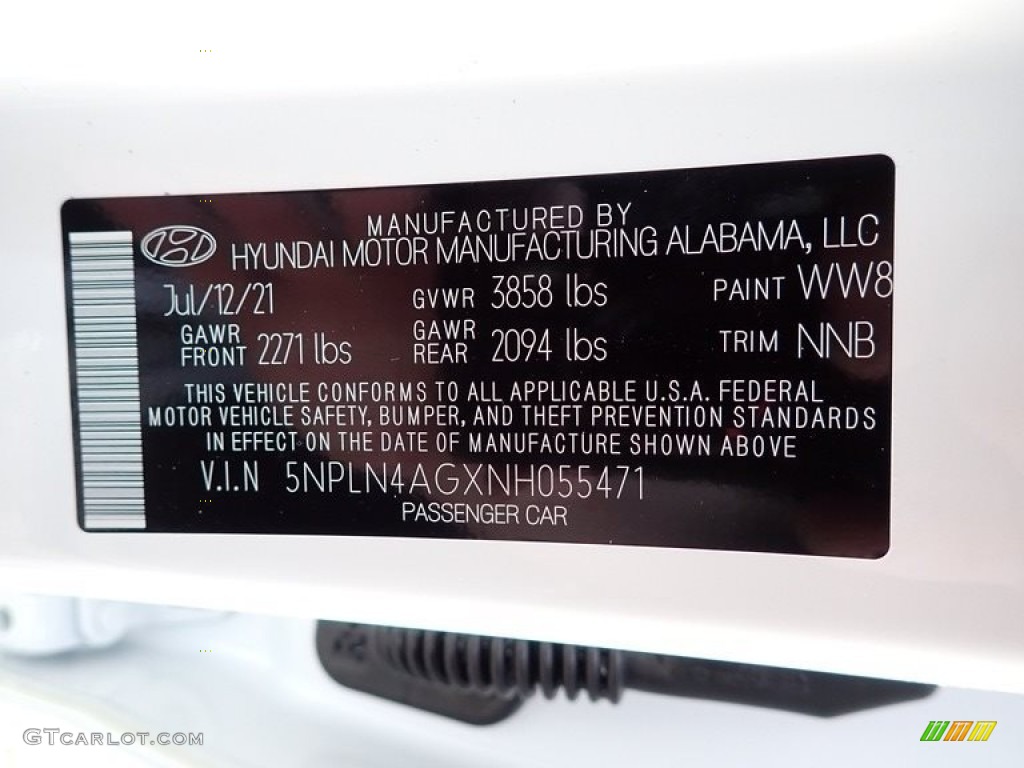 MANUFACTURED BY
HYUNDAI MOTOR MANUFACTURING ALABAMA, LLC
Jul/12/21 GVWR 3858 lbs PAINT WW8
GAWR FRONT 2271 lbs GAWR REAR 2094 lbs TRIM NNB
THIS VEHICLE CONFORMS TO ALL APPLICABLE U.S.A. FEDERAL
MOTOR VEHICLE SAFETY, BUMPER, AND THEFT PREVENTION STANDARDS
IN EFFECT ON THE DATE OF MANUFACTURE SHOWN ABOVE
V.I.N 5NPLN4AGXNH055471
PASSENGER CAR
GTCARLOT.COM